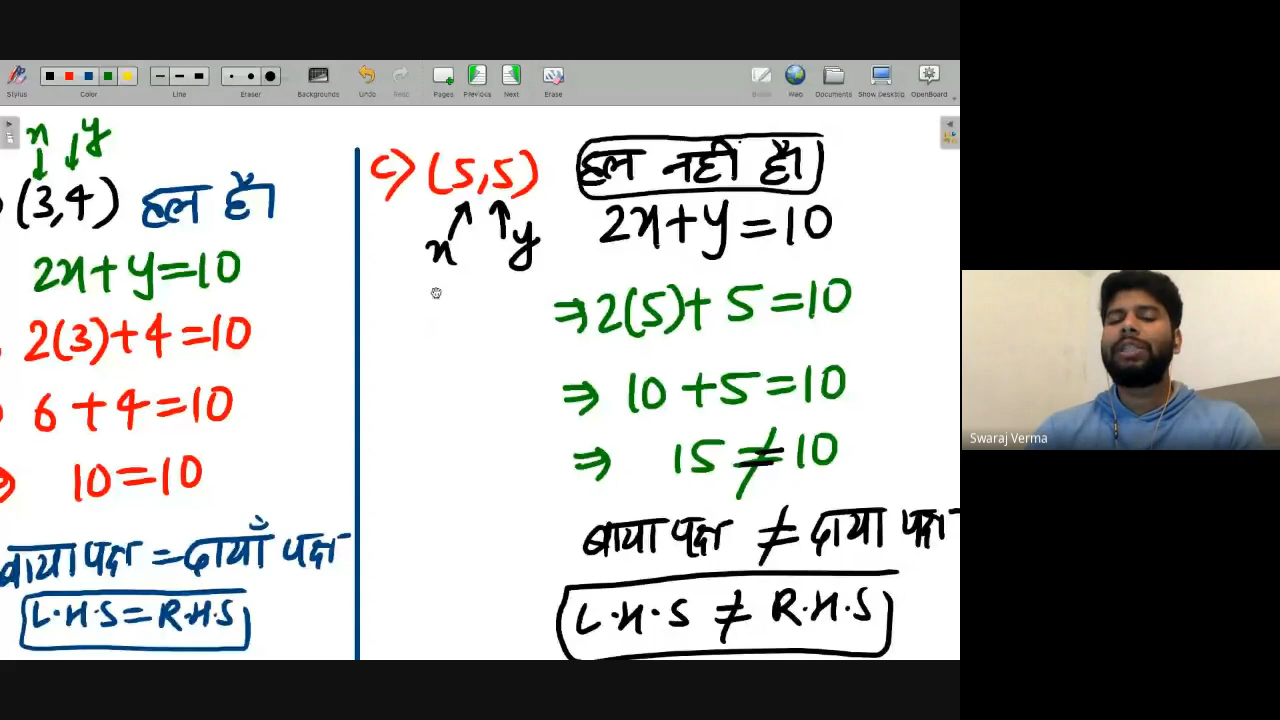 Stylus Color Line Eraser Backgrounds Undo Redo Pages Previous Next Erase Board Web Documents Show Desktop OpenBoard
x y
(3,4) हल है।
2x+y=10
2(3)+4=10
6+4=10
10=10
बाया पक्ष = दायाँ पक्ष
L.H.S=R.H.S
c) (5,5) हल नहीं है।
x y
2x+y=10
⇒2(5)+5=10
⇒ 10+5=10
⇒ 15≠10
बाया पक्ष ≠ दाया पक्ष
L.H.S ≠ R.H.S
Swaraj Verma